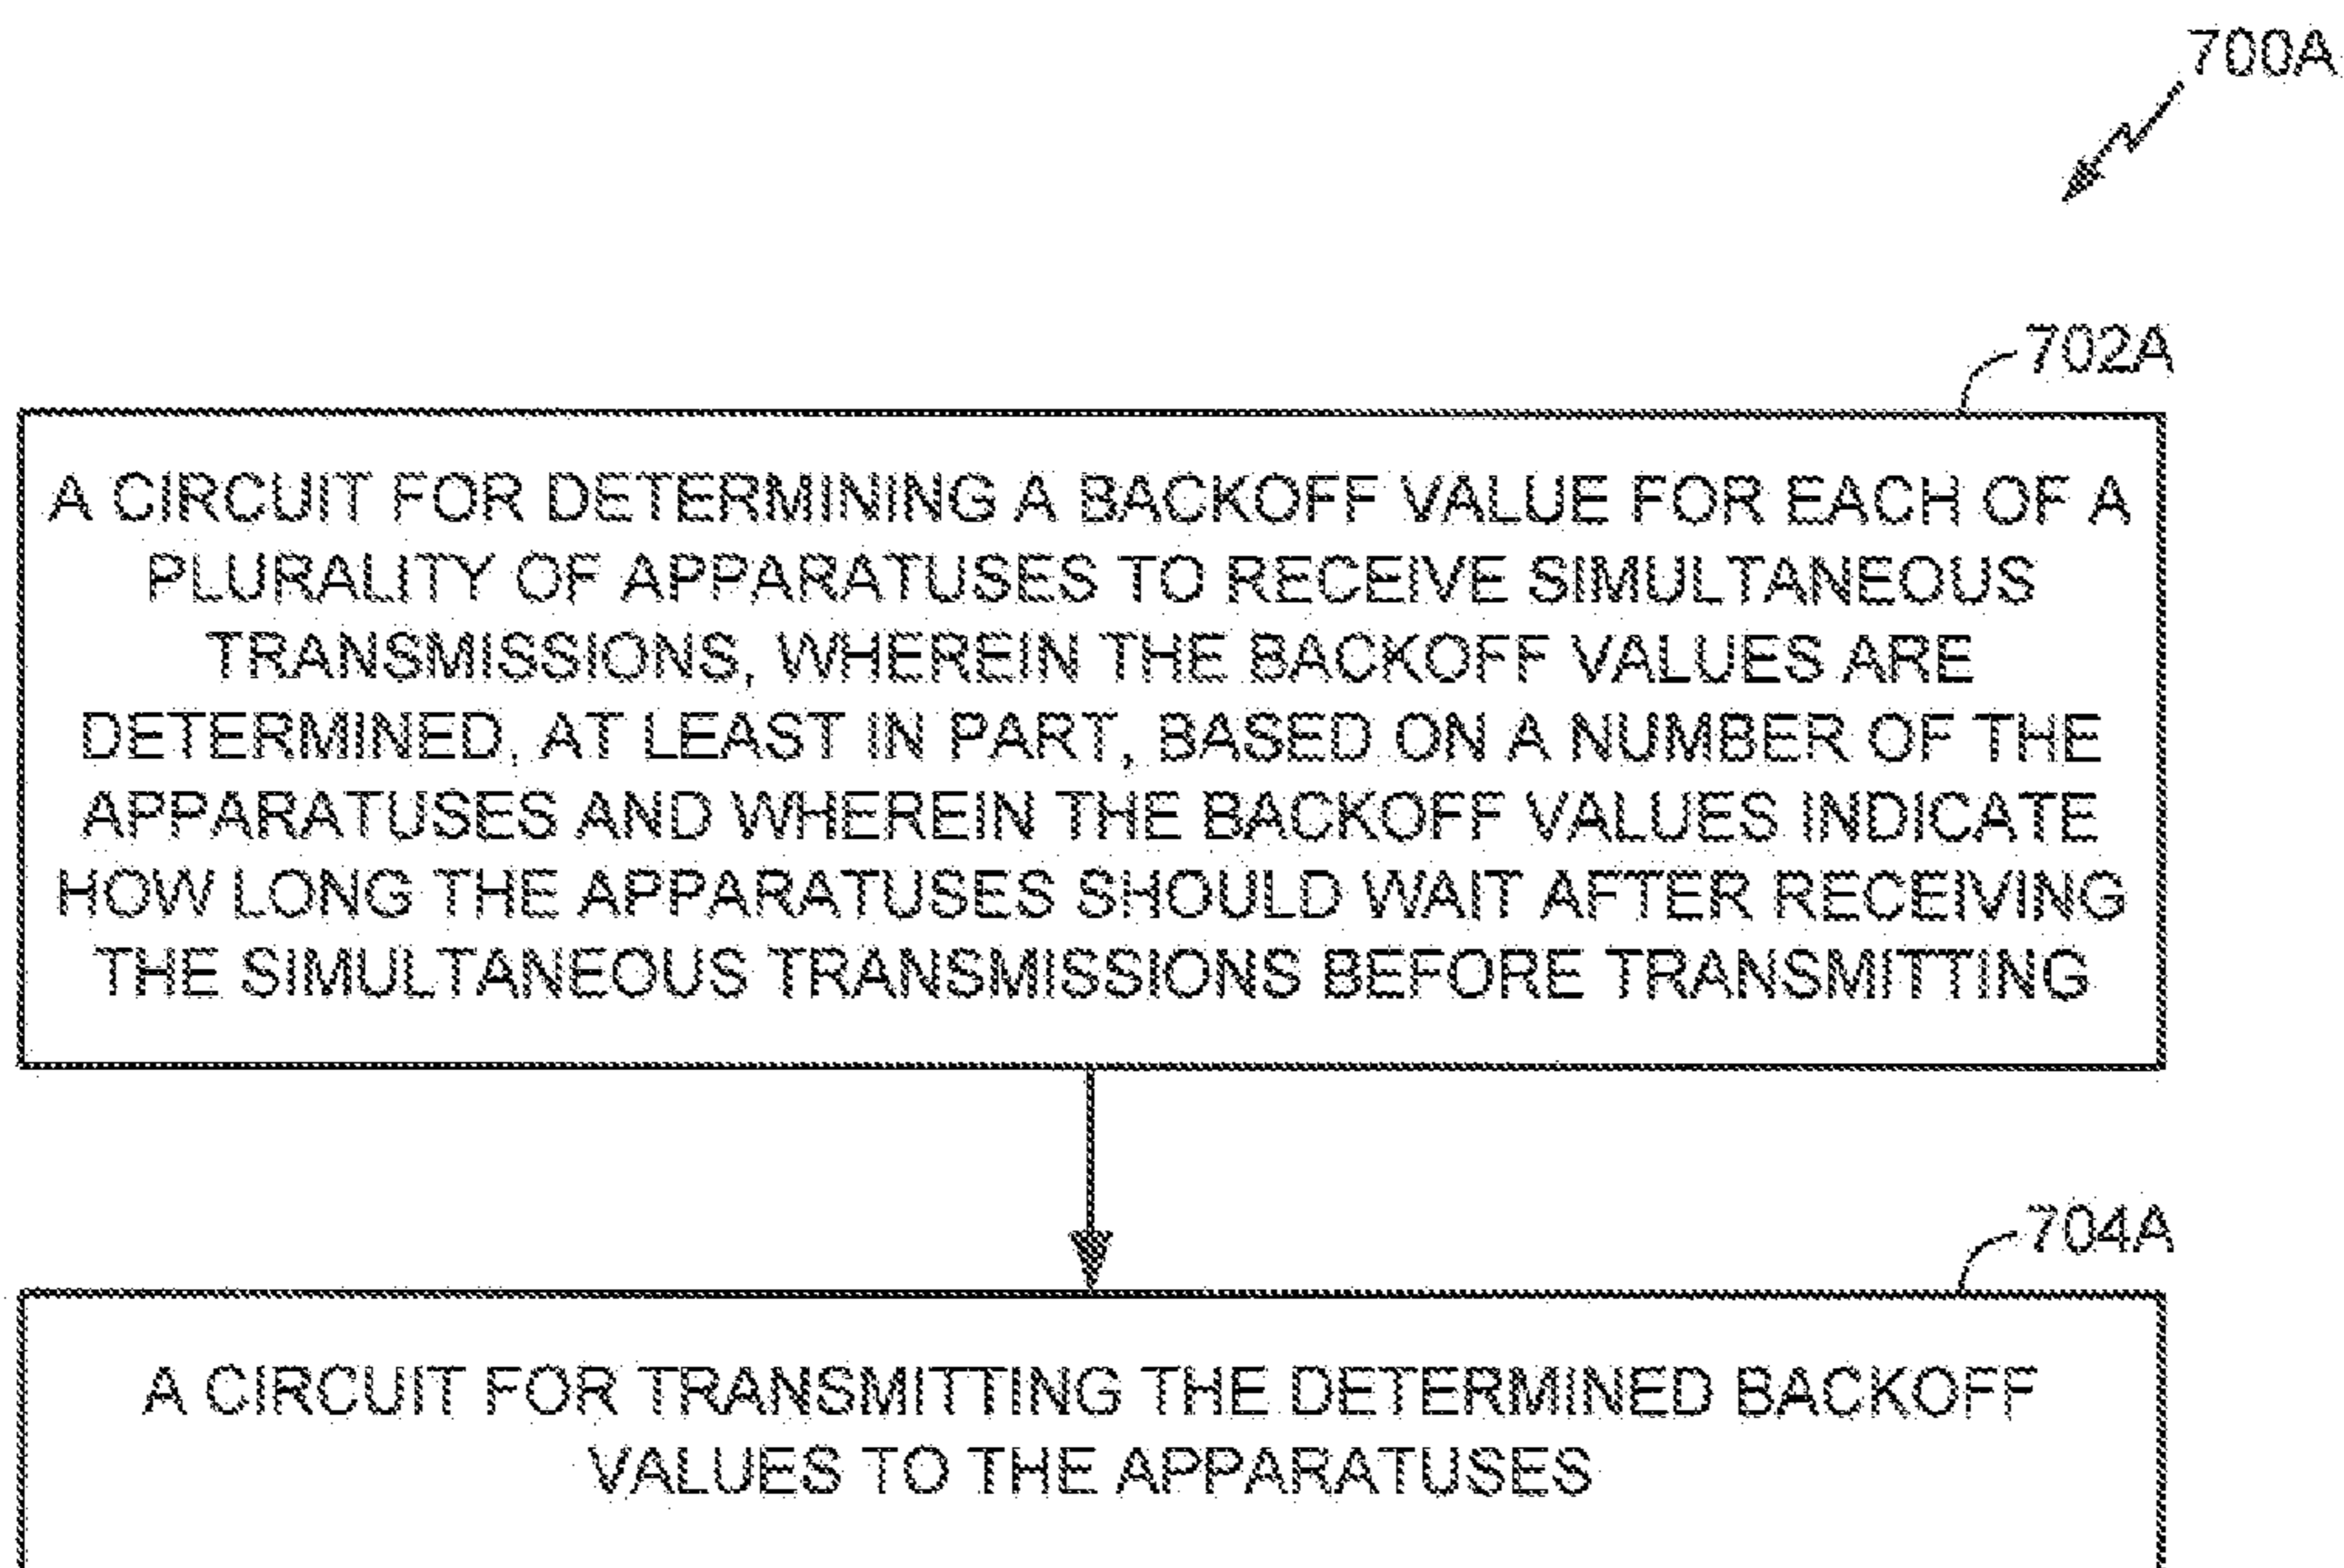 700A
702A
A CIRCUIT FOR DETERMINING A BACKOFF VALUE FOR EACH OF A
PLURALITY OF APPARATUSES TO RECEIVE SIMULTANEOUS
TRANSMISSIONS, WHEREIN THE BACKOFF VALUES ARE
DETERMINED, AT LEAST IN PART, BASED ON A NUMBER OF THE
APPARATUSES AND WHEREIN THE BACKOFF VALUES INDICATE
HOW LONG THE APPARATUSES SHOULD WAIT AFTER RECEIVING
THE SIMULTANEOUS TRANSMISSIONS BEFORE TRANSMITTING
704A
A CIRCUIT FOR TRANSMITTING THE DETERMINED BACKOFF
VALUES TO THE APPARATUSES